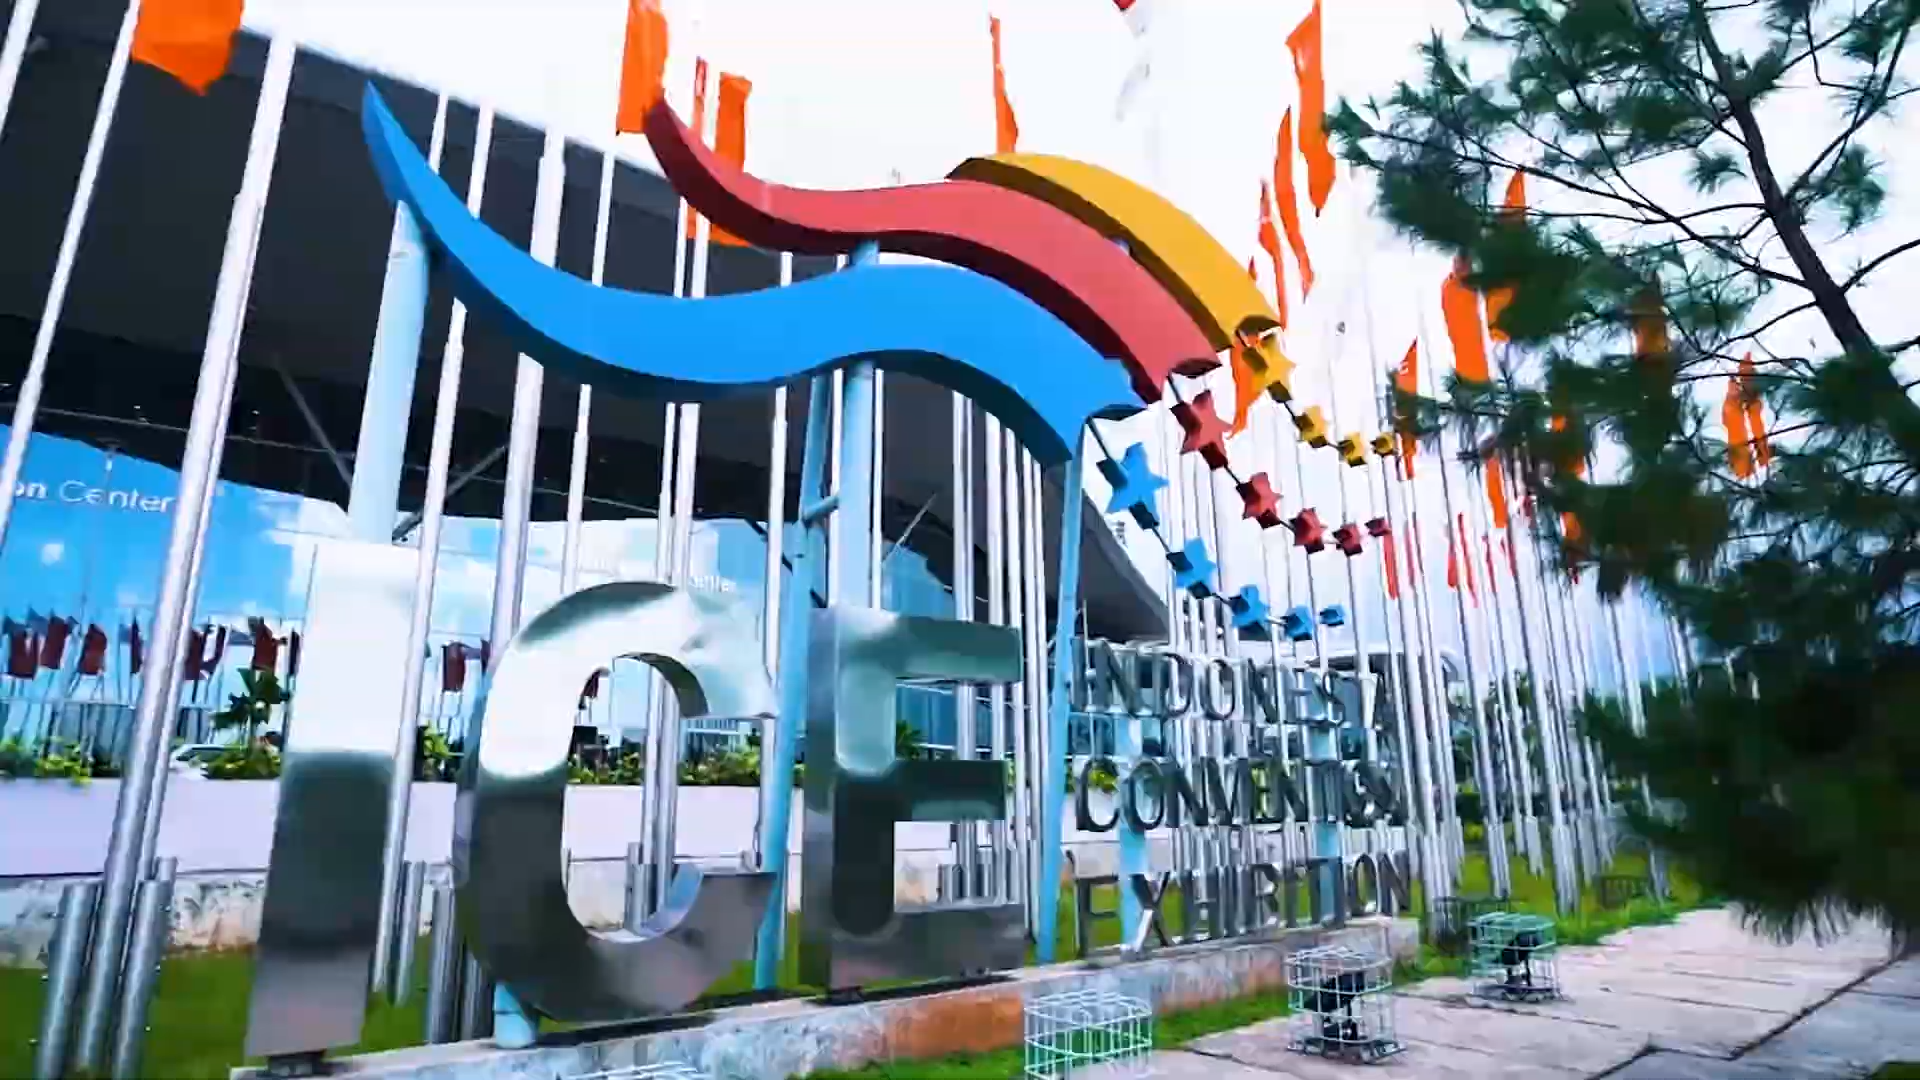 on Center
ICE
INDONESIA
CONVENTION
EXHIBITION